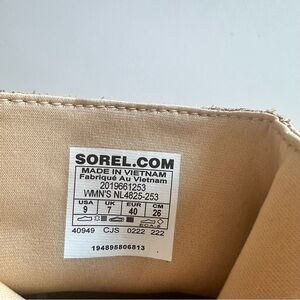 SOREL.COM
MADE IN VIETNAM
Fabriqué Au Vietnam
2019661253
WMN'S NL4825-253
USA UK EUR CM
9 7 40 26
40949 CJS 0222 222
194895806813